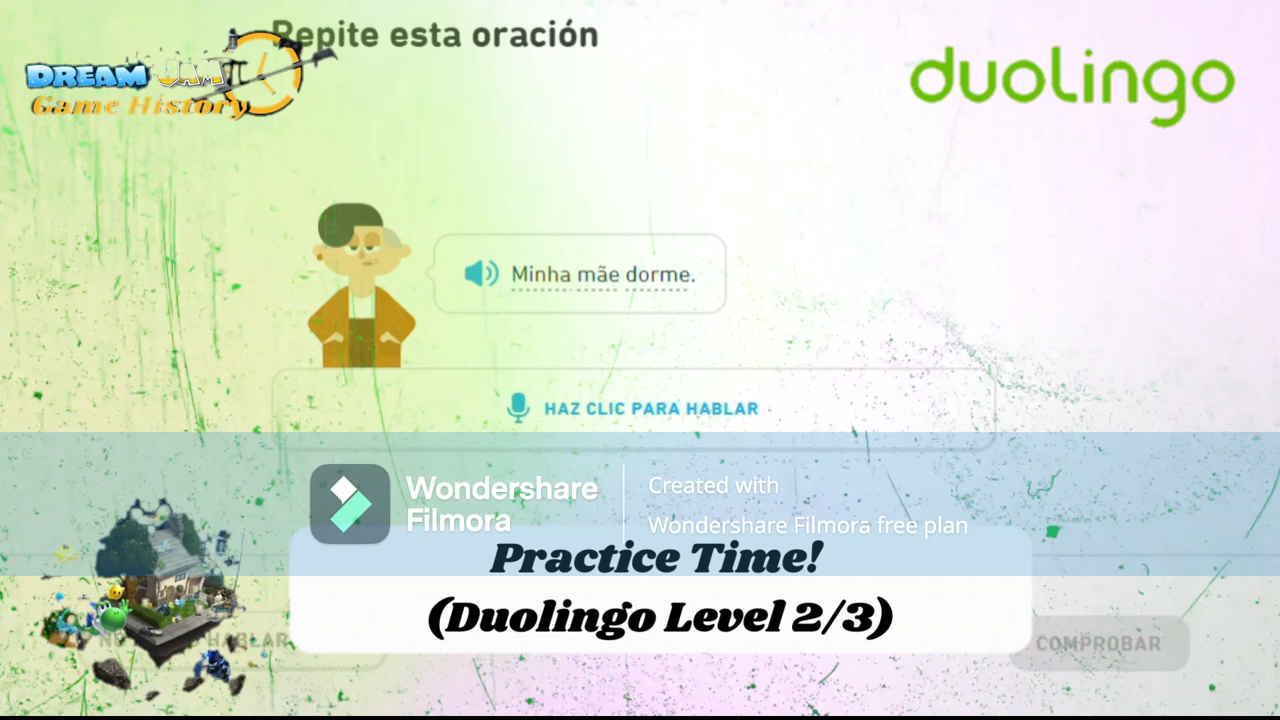 Repite esta oración
DREAM JAM
Game History
duolingo
Minha mãe dorme.
HAZ CLIC PARA HABLAR
Wondershare
Filmora
Created with
Wondershare Filmora free plan
Practice Time!
(Duolingo Level 2/3)
HABLAR
COMPROBAR